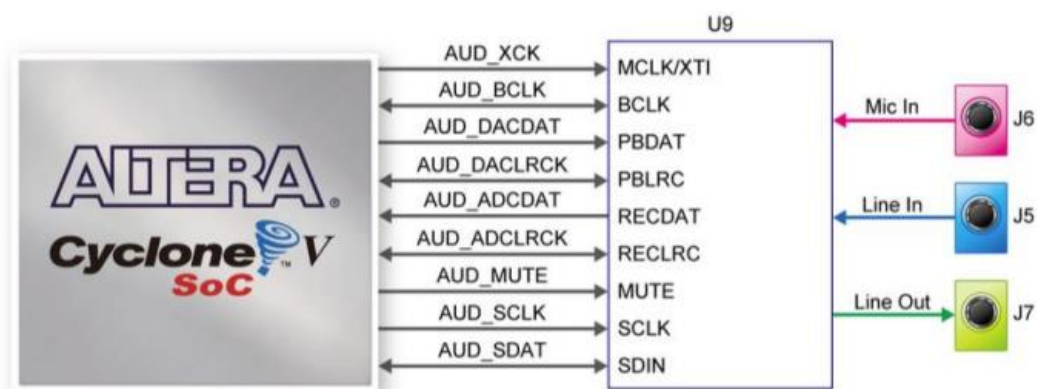 U9
AUD_XCK MCLK/XTI
AUD_BCLK BCLK Mic In J6
AUD_DACDAT PBDAT
AUD_DACLRCK PBLRC
AUD_ADCDAT RECDAT Line In J5
AUD_ADCLRCK RECLRC
AUD_MUTE MUTE
AUD_SCLK SCLK Line Out J7
AUD_SDAT SDIN
ALTERA®
Cyclone™ V
SoC